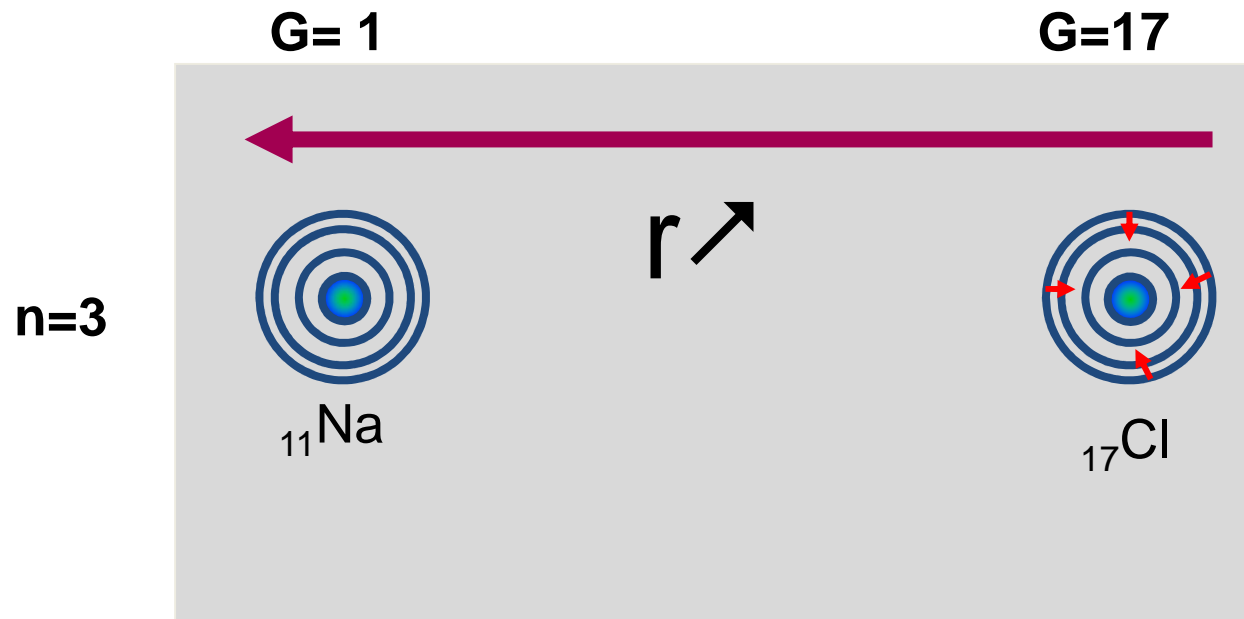 G= 1
G=17
r↗
n=3
₁₁Na
₁₇Cl